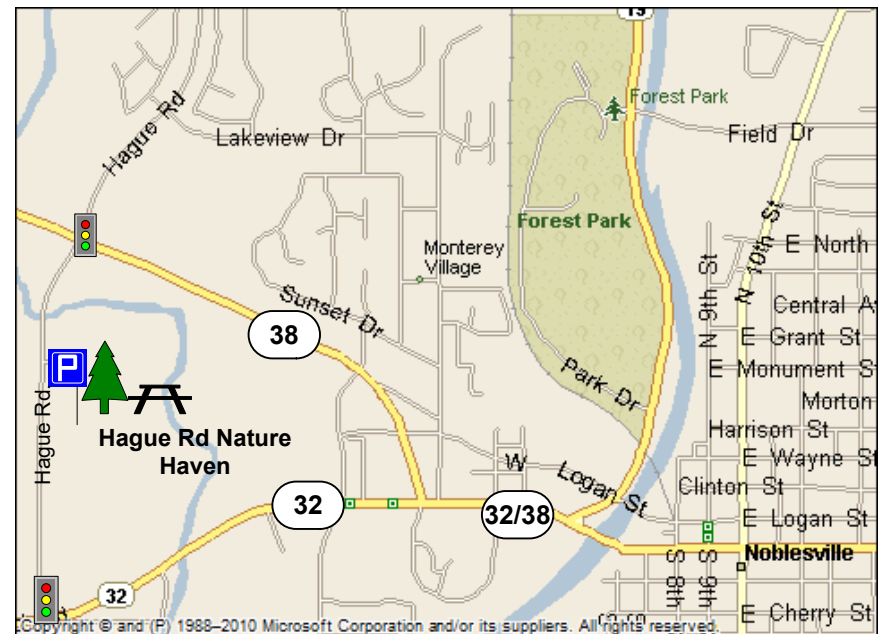 19
Forest Park
Hague Rd
Lakeview Dr
Field Dr
Forest Park
N 10th St
E North
Monterey
Village
N 9th St
Sunset Dr
Central A
38
E Grant St
P
Park Dr
E Monument S
Morton
Hague Rd
Hague Rd Nature
Haven
Harrison St
W Logan St
E Wayne St
Clinton St
32
32/38
E Logan St
S 8th
S 9th
Noblesville
32
E Cherry St
Copyright © and (P) 1988–2010 Microsoft Corporation and/or its suppliers. All rights reserved.